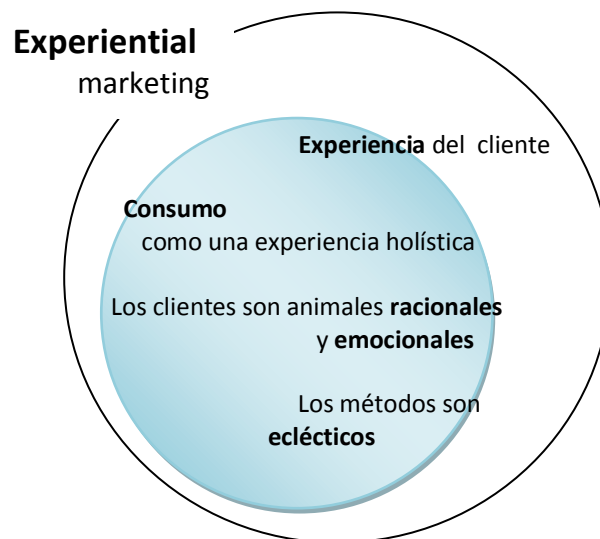 Experiential
marketing
Experiencia del cliente
Consumo
como una experiencia holística
Los clientes son animales racionales
y emocionales
Los métodos son
eclécticos